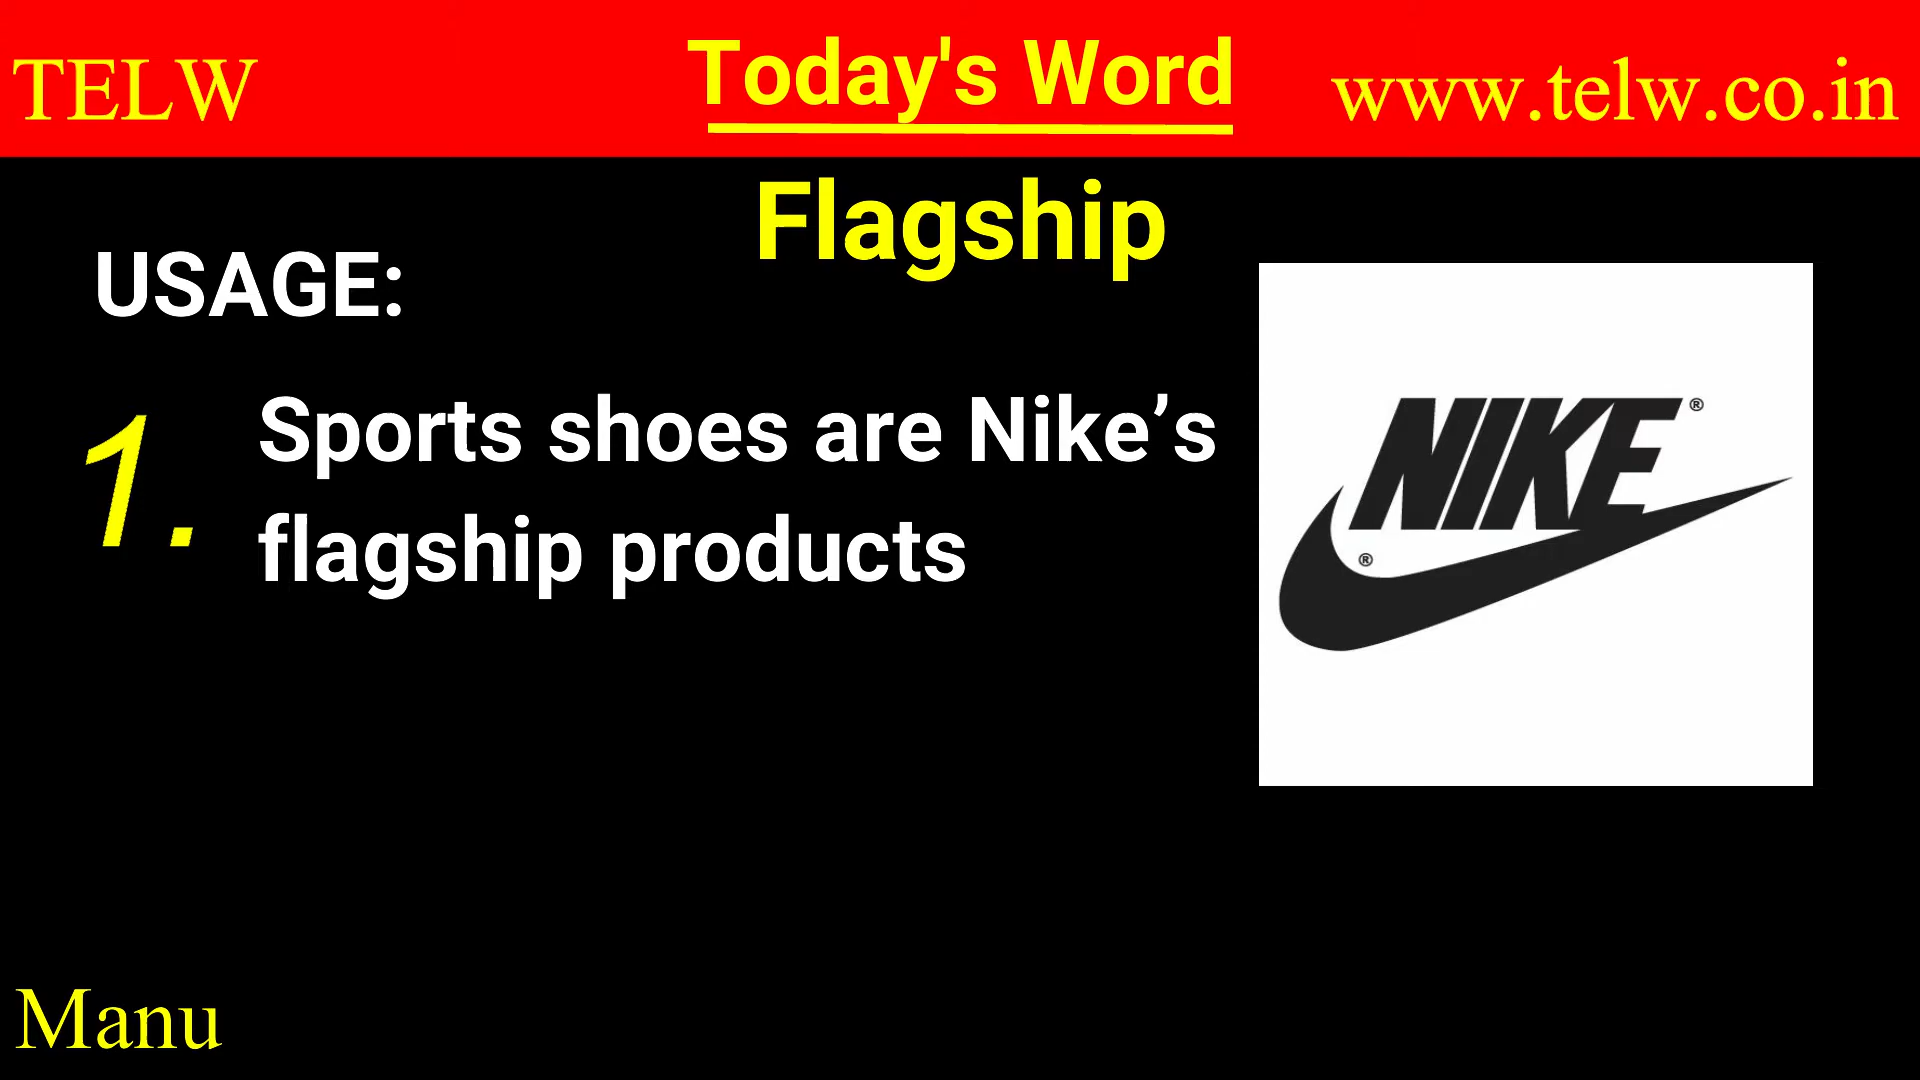 TELW
Today's Word
www.telw.co.in
Flagship
USAGE:
1.
Sports shoes are Nike’s
flagship products
NIKE®
®
Manu